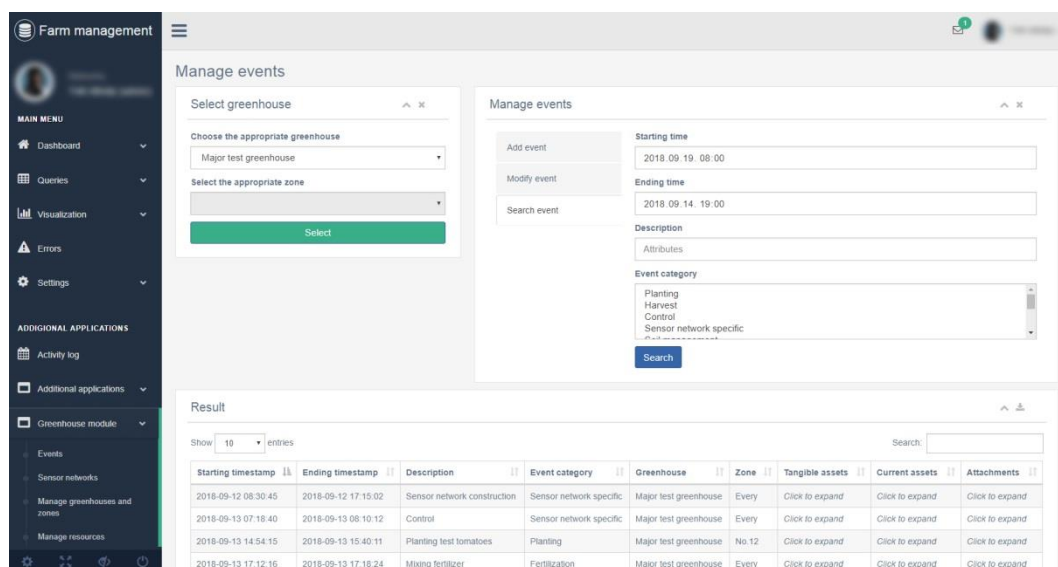 Farm management
1
MAIN MENU
Dashboard
Queries
Visualization
Errors
Settings
ADDIGIONAL APPLICATIONS
Activity log
Additional applications
Greenhouse module
Events
Sensor networks
Manage greenhouses and
zones
Manage resources
Manage events
Select greenhouse
Choose the appropriate greenhouse
Major test greenhouse
Select the appropriate zone
Select
Manage events
Add event
Modify event
Search event
Starting time
2018.09.19. 08:00
Ending time
2018.09.14. 19:00
Description
Attributes
Event category
Planting
Harvest
Control
Sensor network specific
Search
Result
Show 10 entries
Search:
Starting timestamp Ending timestamp Description Event category Greenhouse Zone Tangible assets Current assets Attachments
2018-09-12 08:30:45 2018-09-12 17:15:02 Sensor network construction Sensor network specific Major test greenhouse Every Click to expand Click to expand Click to expand
2018-09-13 07:18:40 2018-09-13 08:10:12 Control Sensor network specific Major test greenhouse Every Click to expand Click to expand Click to expand
2018-09-13 14:54:15 2018-09-13 15:40:11 Planting test tomatoes Planting Major test greenhouse No.12 Click to expand Click to expand Click to expand
2018-09-13 17:12:16 2018-09-13 17:18:24 Mixing fertilizer Fertilization Major test greenhouse Every Click to expand Click to expand Click to expand